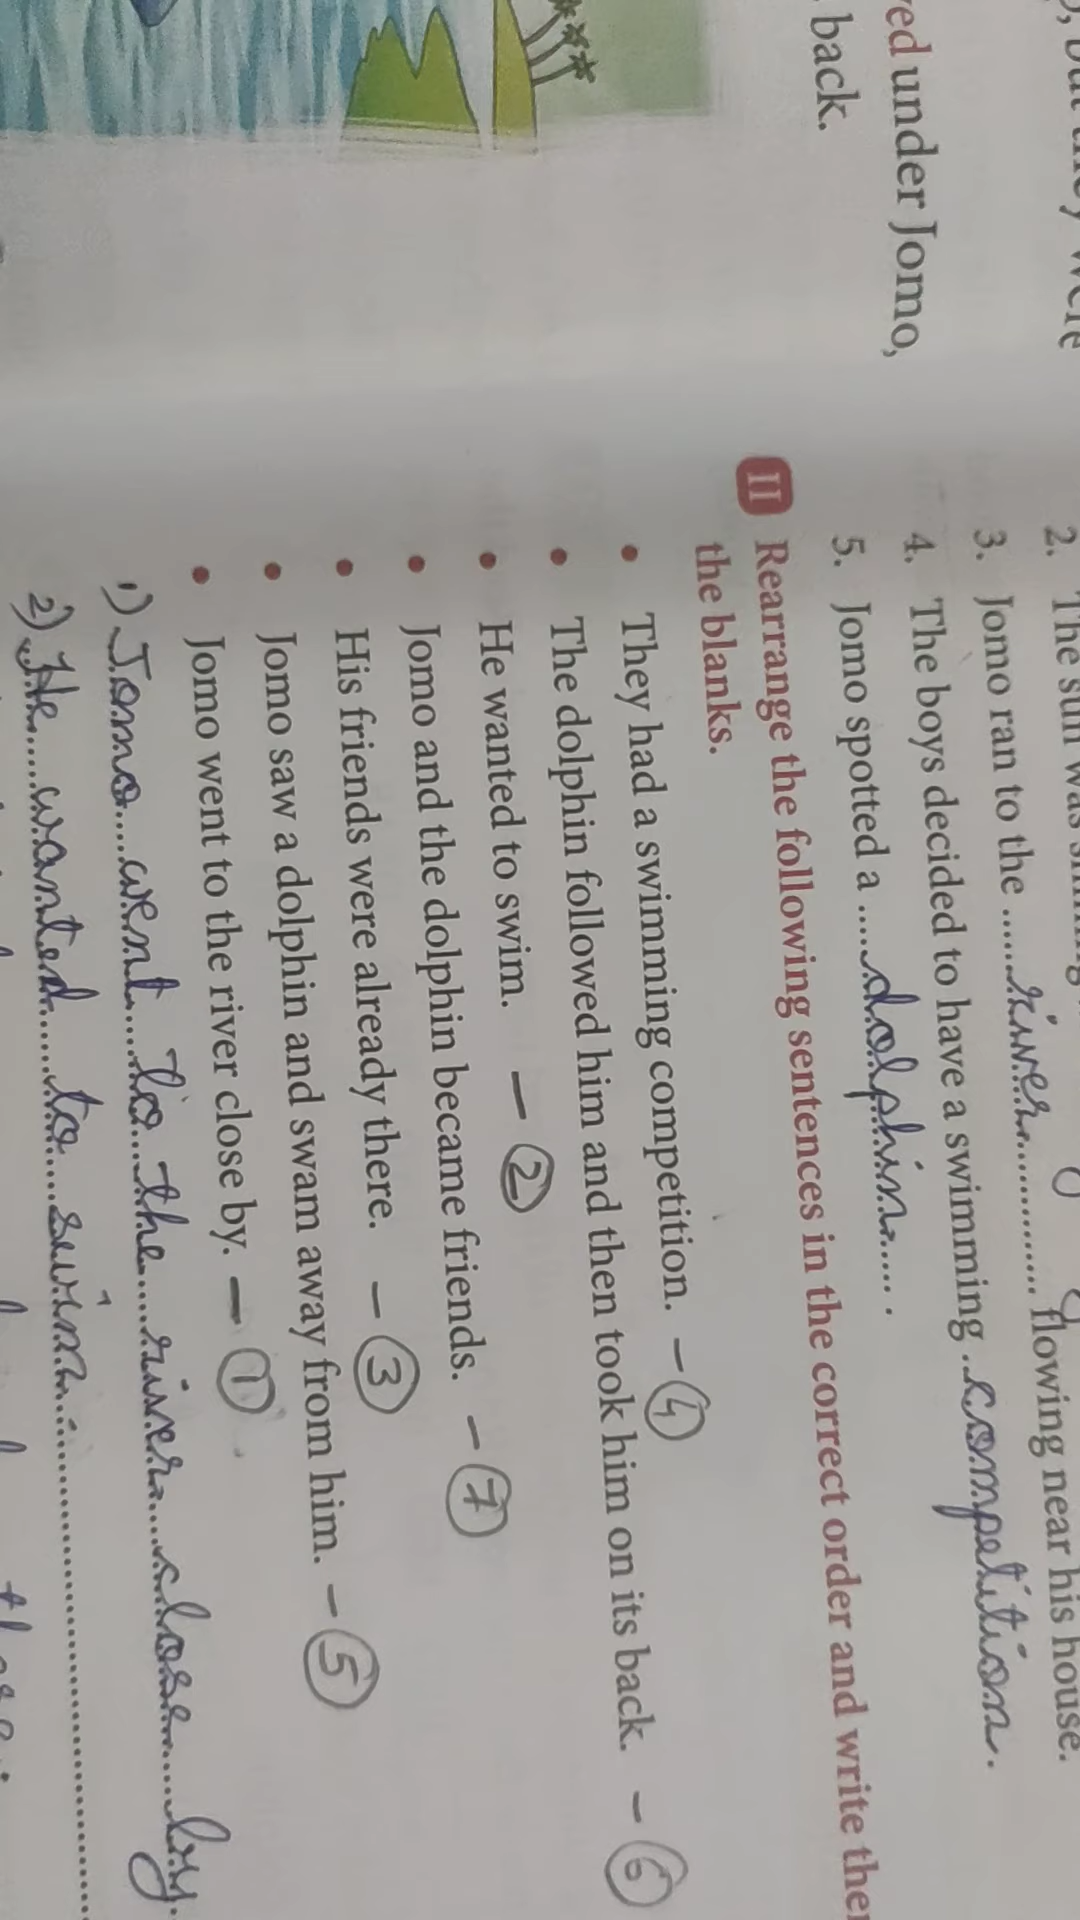 under Jomo,
back.
2. The sun was
3. Jomo ran to the ......river.............. flowing near his house.
4. The boys decided to have a swimming ..competition.
5. Jomo spotted a .....dolphin...... .
II Rearrange the following sentences in the correct order and write
the blanks.
• They had a swimming competition. - 4
• The dolphin followed him and then took him on its back. - 6
• He wanted to swim. - 2
• Jomo and the dolphin became friends. - 7
• His friends were already there. - 3
• Jomo saw a dolphin and swam away from him. - 5
• Jomo went to the river close by. - 1
1) Jomo went to the river close by.
2) He wanted to swim.